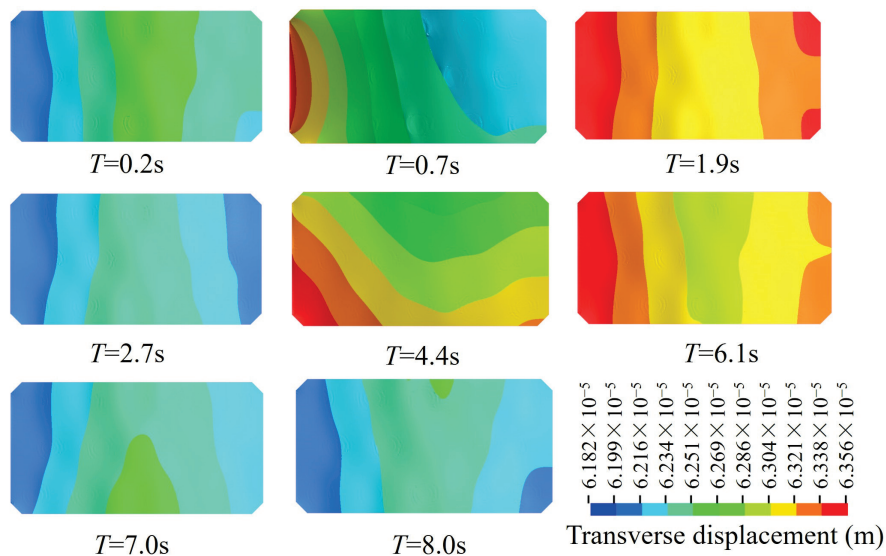 T=0.2s
T=0.7s
T=1.9s
T=2.7s
T=4.4s
T=6.1s
T=7.0s
T=8.0s
6.182×10⁻⁵
6.199×10⁻⁵
6.216×10⁻⁵
6.234×10⁻⁵
6.251×10⁻⁵
6.269×10⁻⁵
6.286×10⁻⁵
6.304×10⁻⁵
6.321×10⁻⁵
6.338×10⁻⁵
6.356×10⁻⁵
Transverse displacement (m)